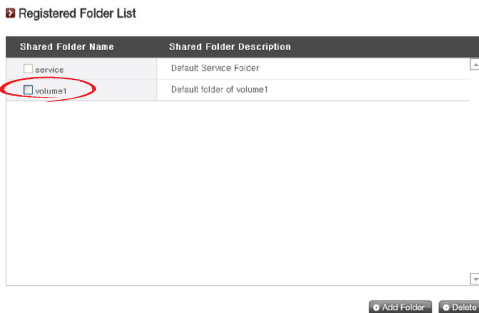 Registered Folder List
Shared Folder Name Shared Folder Description
service Default Service Folder
volume1 Default folder of volume1
Add Folder Delete